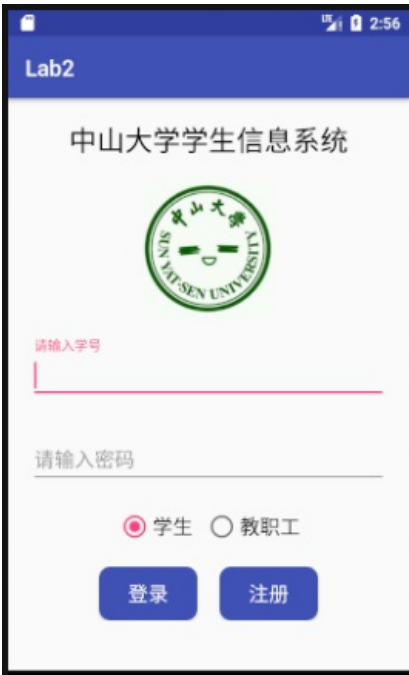 LTE 2:56
Lab2
中山大学学生信息系统
中山大学
SUN YAT-SEN UNIVERSITY
请输入学号
请输入密码
学生 教职工
登录 注册